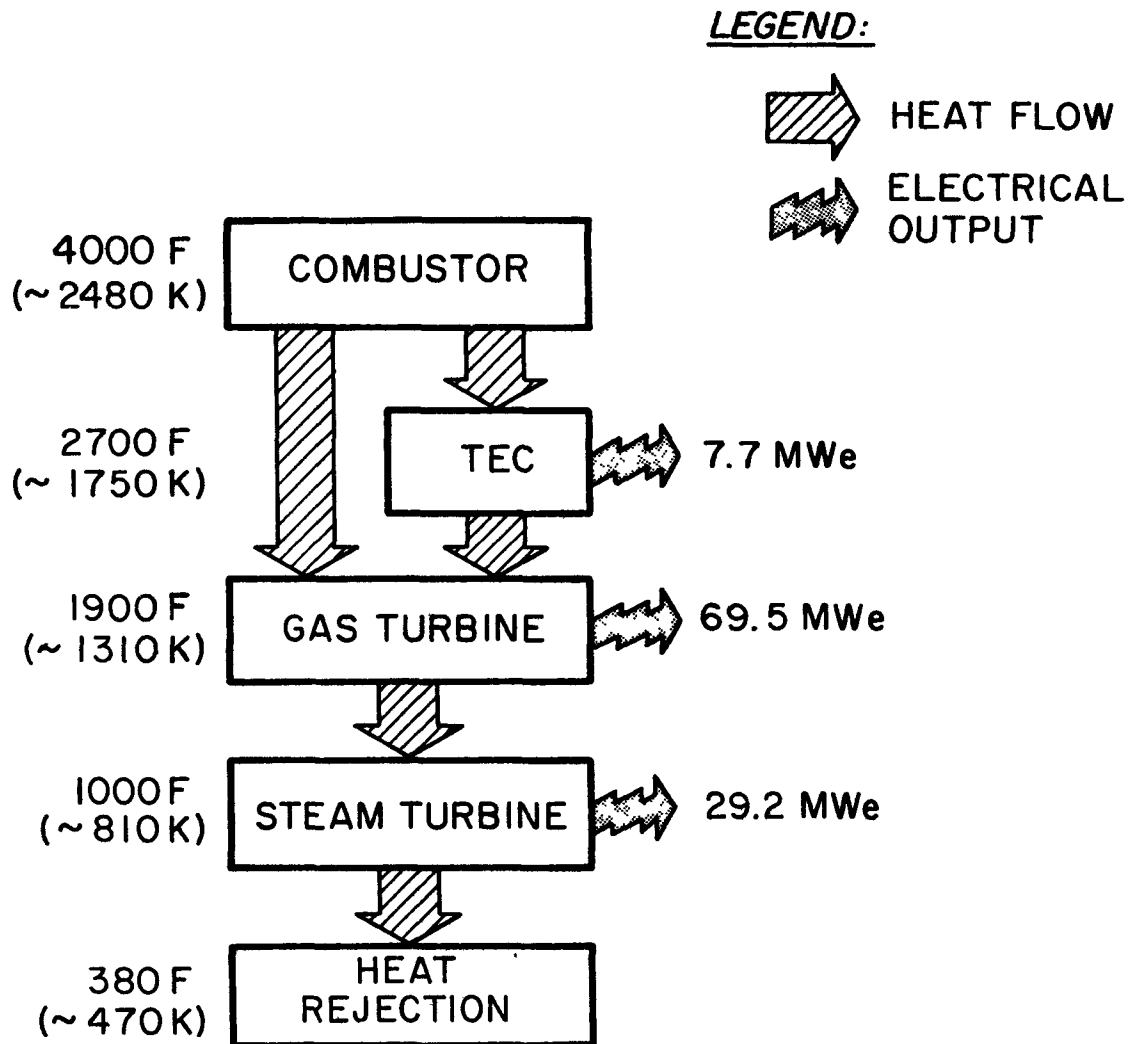 LEGEND:
HEAT FLOW
ELECTRICAL
OUTPUT
4000 F
(~ 2480 K)
COMBUSTOR
2700 F
(~ 1750 K)
TEC
7.7 MWe
1900 F
(~ 1310 K)
GAS TURBINE
69.5 MWe
1000 F
(~810 K)
STEAM TURBINE
29.2 MWe
380 F
(~ 470 K)
HEAT
REJECTION